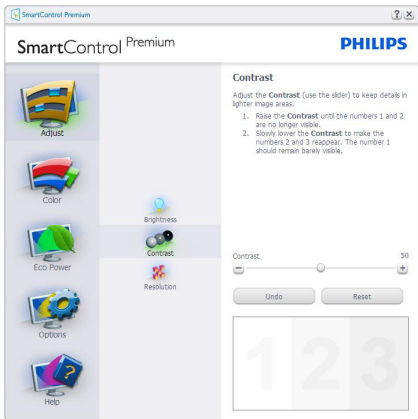 SmartControl Premium
SmartControl Premium
PHILIPS
Adjust
Color
Eco Power
Options
Help
Brightness
Contrast
Resolution
Contrast
Adjust the Contrast (use the slider) to keep details in
lighter image areas.
1. Raise the Contrast until the numbers 1 and 2
are no longer visible.
2. Slowly lower the Contrast to make the
numbers 2 and 3 reappear. The number 1
should remain barely visible.
Contrast 50
Undo Reset
1 2 3